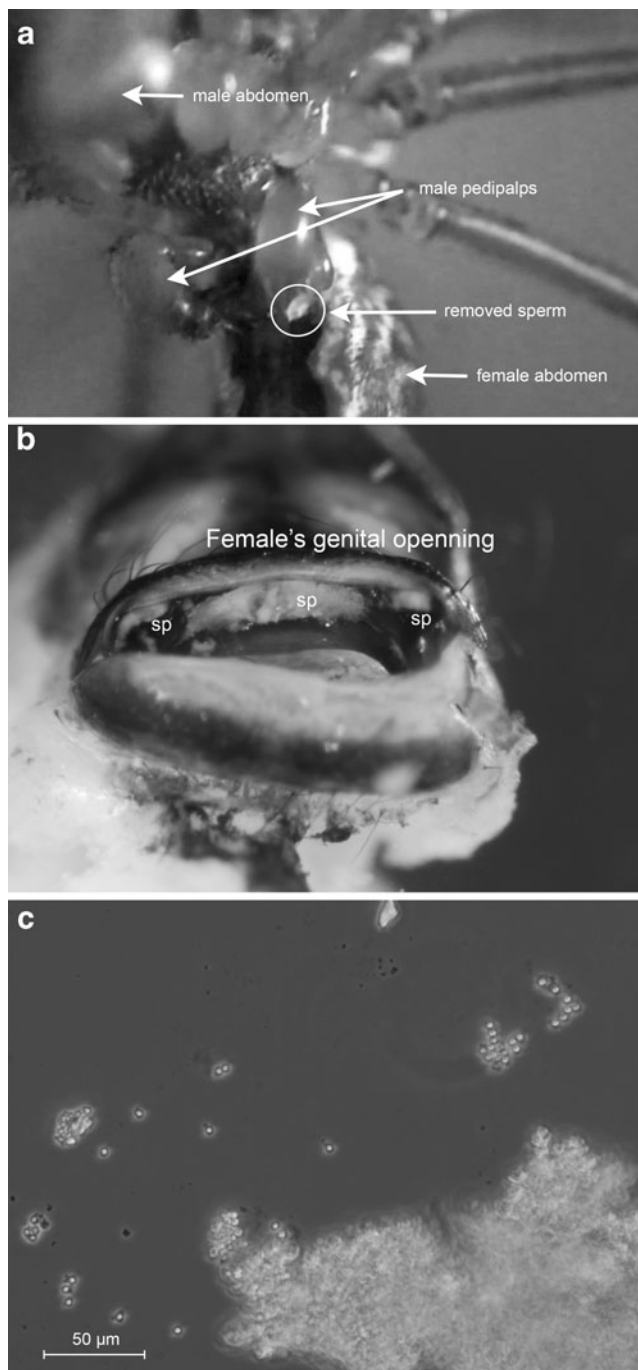 a
male abdomen
male pedipalps
removed sperm
female abdomen
b
Female's genital openning
sp
sp
sp
c
50 µm